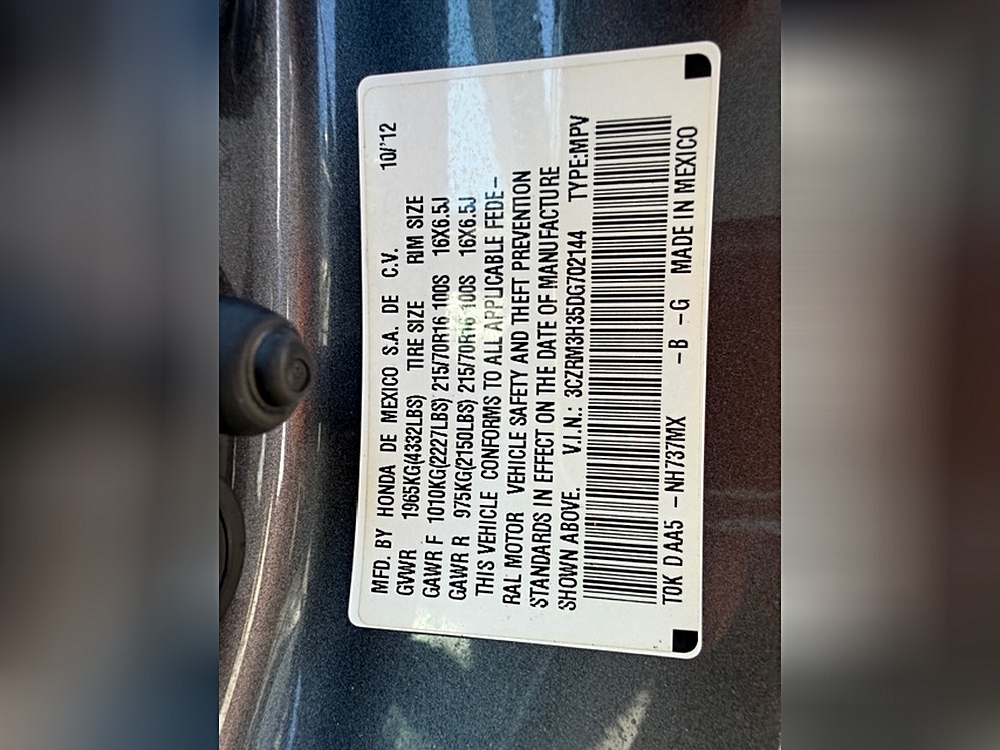 MFD. BY HONDA DE MEXICO S.A. DE C.V. 10/'12
GVWR 1965KG(4332LBS) TIRE SIZE RIM SIZE
GAWR F 1010KG(2227LBS) 215/70R16 100S 16X6.5J
GAWR R 975KG(2150LBS) 215/70R16 100S 16X6.5J
THIS VEHICLE CONFORMS TO ALL APPLICABLE FEDE-
RAL MOTOR VEHICLE SAFETY AND THEFT PREVENTION
STANDARDS IN EFFECT ON THE DATE OF MANUFACTURE
SHOWN ABOVE. V.I.N.: 3CZRM3H35DG702144 TYPE:MPV
T0K D AA5 -NH737MX -B -G MADE IN MEXICO